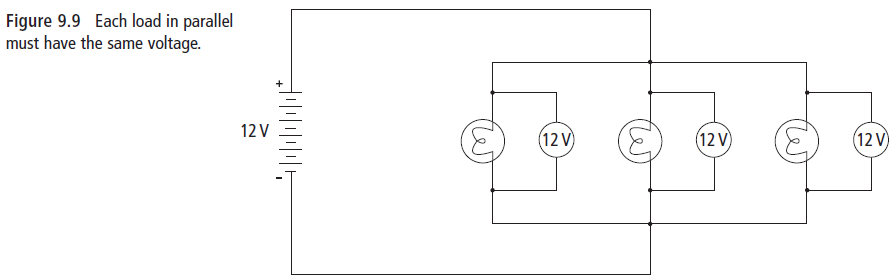 Figure 9.9 Each load in parallel
must have the same voltage.
+
12 V
-
12 V
12 V
12 V